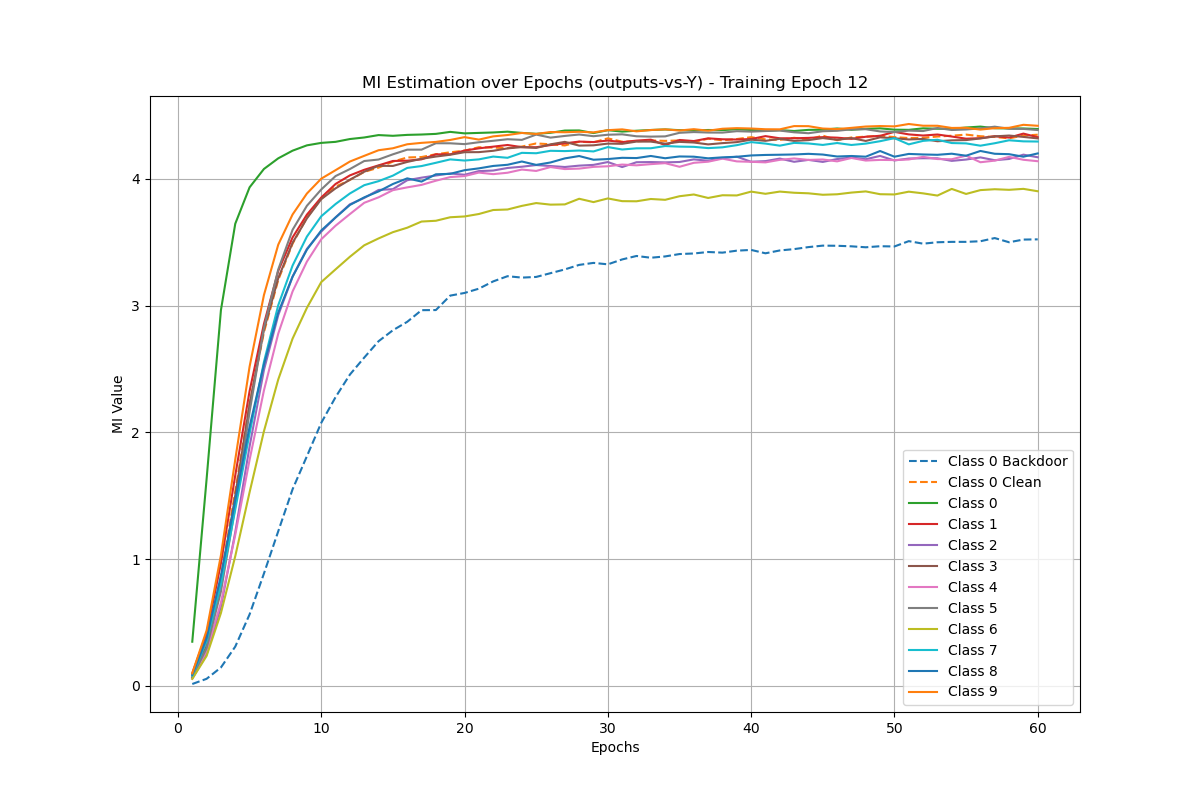 MI Estimation over Epochs (outputs-vs-Y) - Training Epoch 12
MI Value
4
3
2
1
0
0 10 20 30 40 50 60
Epochs
Class 0 Backdoor
Class 0 Clean
Class 0
Class 1
Class 2
Class 3
Class 4
Class 5
Class 6
Class 7
Class 8
Class 9